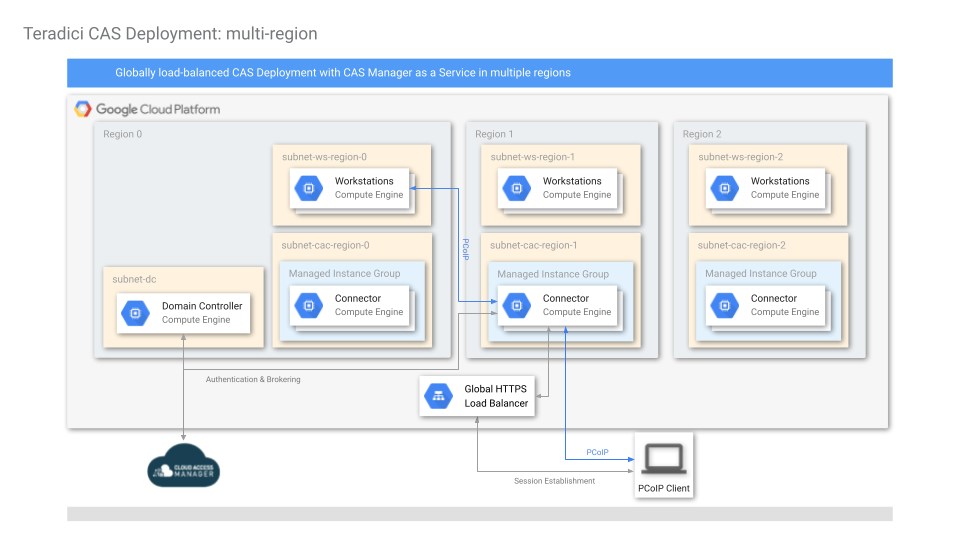 Teradici CAS Deployment: multi-region
Globally load-balanced CAS Deployment with CAS Manager as a Service in multiple regions
Google Cloud Platform
Region 0
Region 1
Region 2
subnet-ws-region-0
Workstations
Compute Engine
subnet-ws-region-1
Workstations
Compute Engine
subnet-ws-region-2
Workstations
Compute Engine
PCoIP
subnet-cac-region-0
Managed Instance Group
Connector
Compute Engine
subnet-cac-region-1
Managed Instance Group
Connector
Compute Engine
subnet-cac-region-2
Managed Instance Group
Connector
Compute Engine
subnet-dc
Domain Controller
Compute Engine
Authentication & Brokering
Global HTTPS
Load Balancer
CLOUD ACCESS
MANAGER
PCoIP
Session Establishment
PCoIP Client